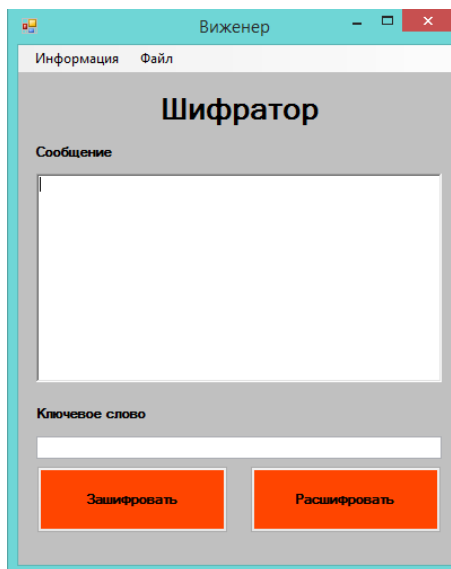 Виженер
Информация Файл
Шифратор
Сообщение
Ключевое слово
Зашифровать Расшифровать